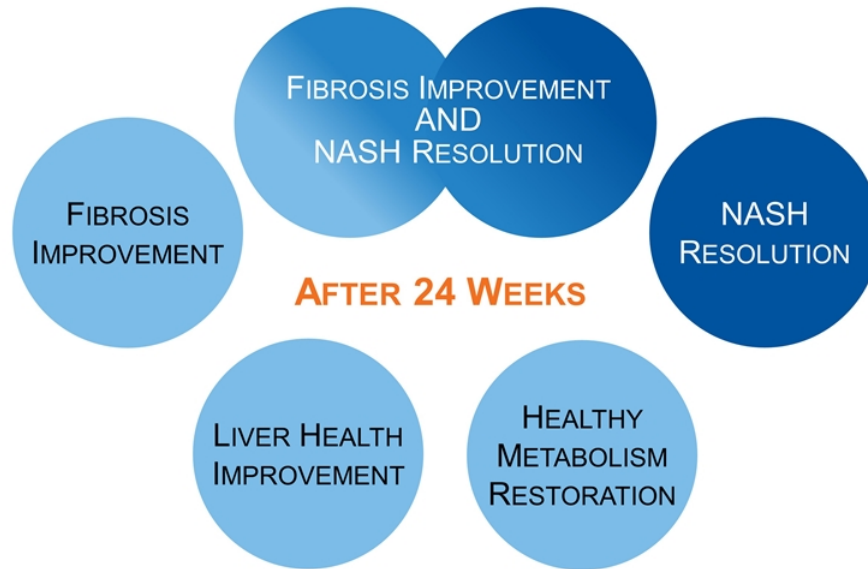 Fibrosis Improvement
AND
NASH Resolution
Fibrosis
Improvement
NASH
Resolution
After 24 Weeks
Liver Health
Improvement
Healthy
Metabolism
Restoration